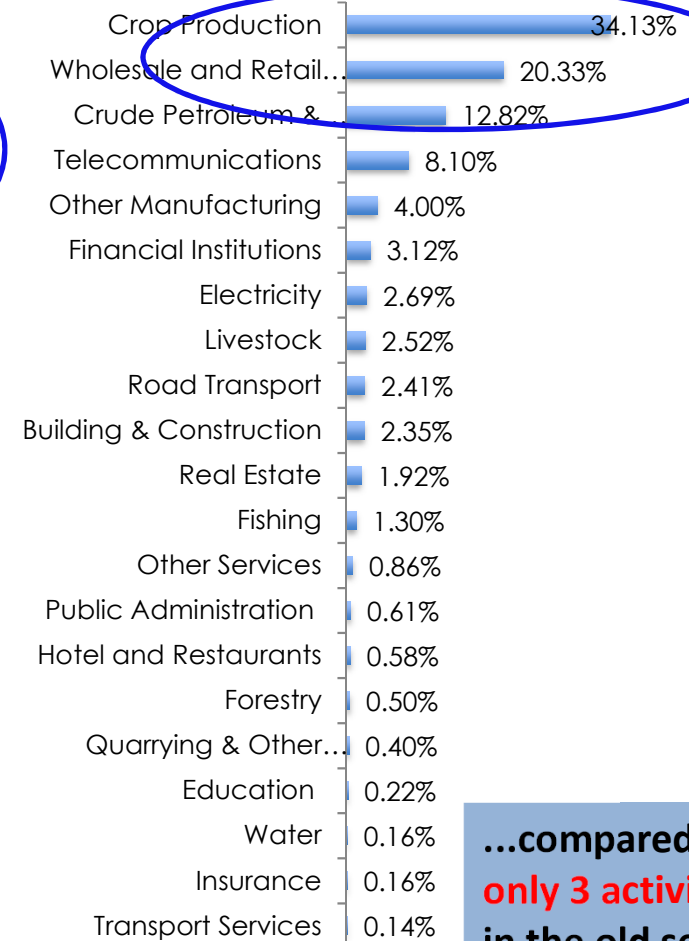 Crop Production 34.13%
Wholesale and Retail... 20.33%
Crude Petroleum & ... 12.82%
Telecommunications 8.10%
Other Manufacturing 4.00%
Financial Institutions 3.12%
Electricity 2.69%
Livestock 2.52%
Road Transport 2.41%
Building & Construction 2.35%
Real Estate 1.92%
Fishing 1.30%
Other Services 0.86%
Public Administration 0.61%
Hotel and Restaurants 0.58%
Forestry 0.50%
Quarrying & Other... 0.40%
Education 0.22%
Water 0.16%
Insurance 0.16%
Transport Services 0.14%
...compared
only 3 activi
in the old se